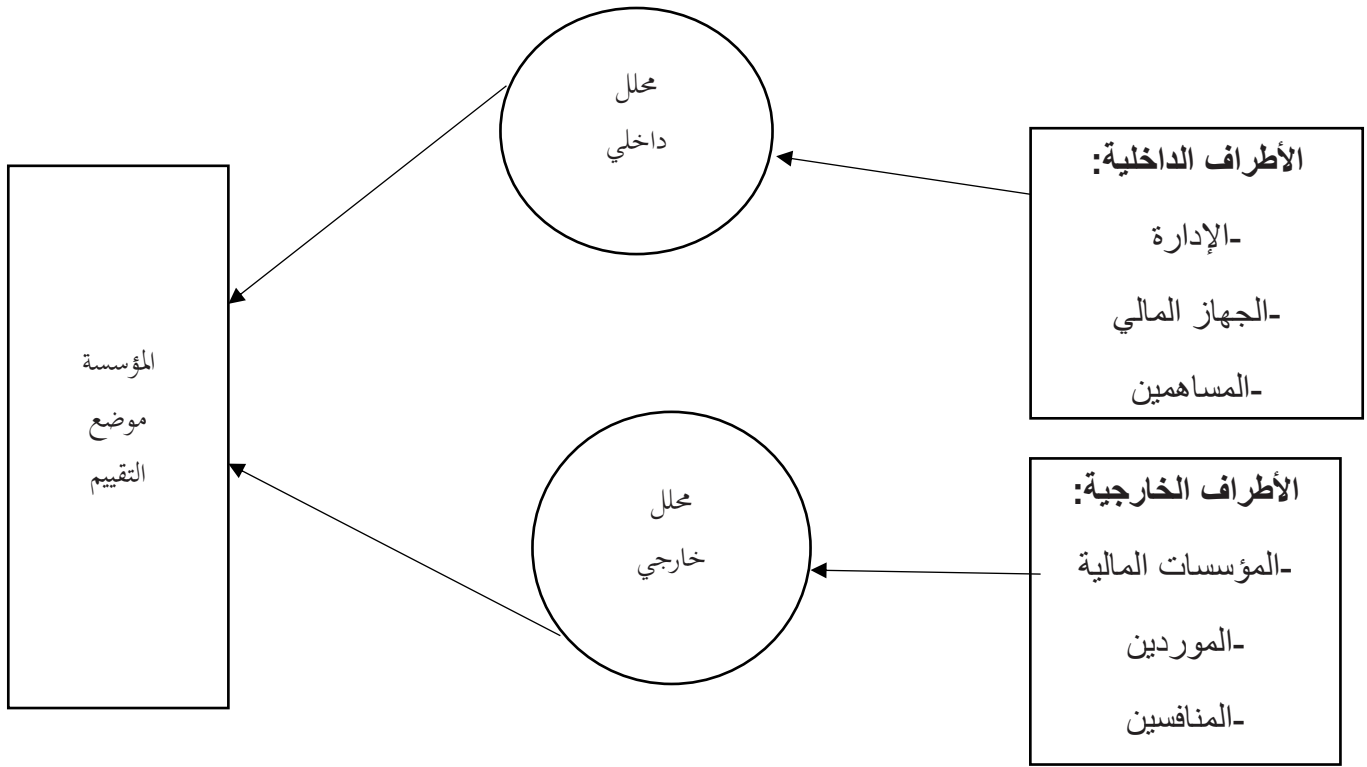 محلل
داخلي
الأطراف الداخلية:
-الإدارة
-الجهاز المالي
-المساهمين
المؤسسة
موضع
التقييم
محلل
خارجي
الأطراف الخارجية:
-المؤسسات المالية
-الموردين
-المنافسين